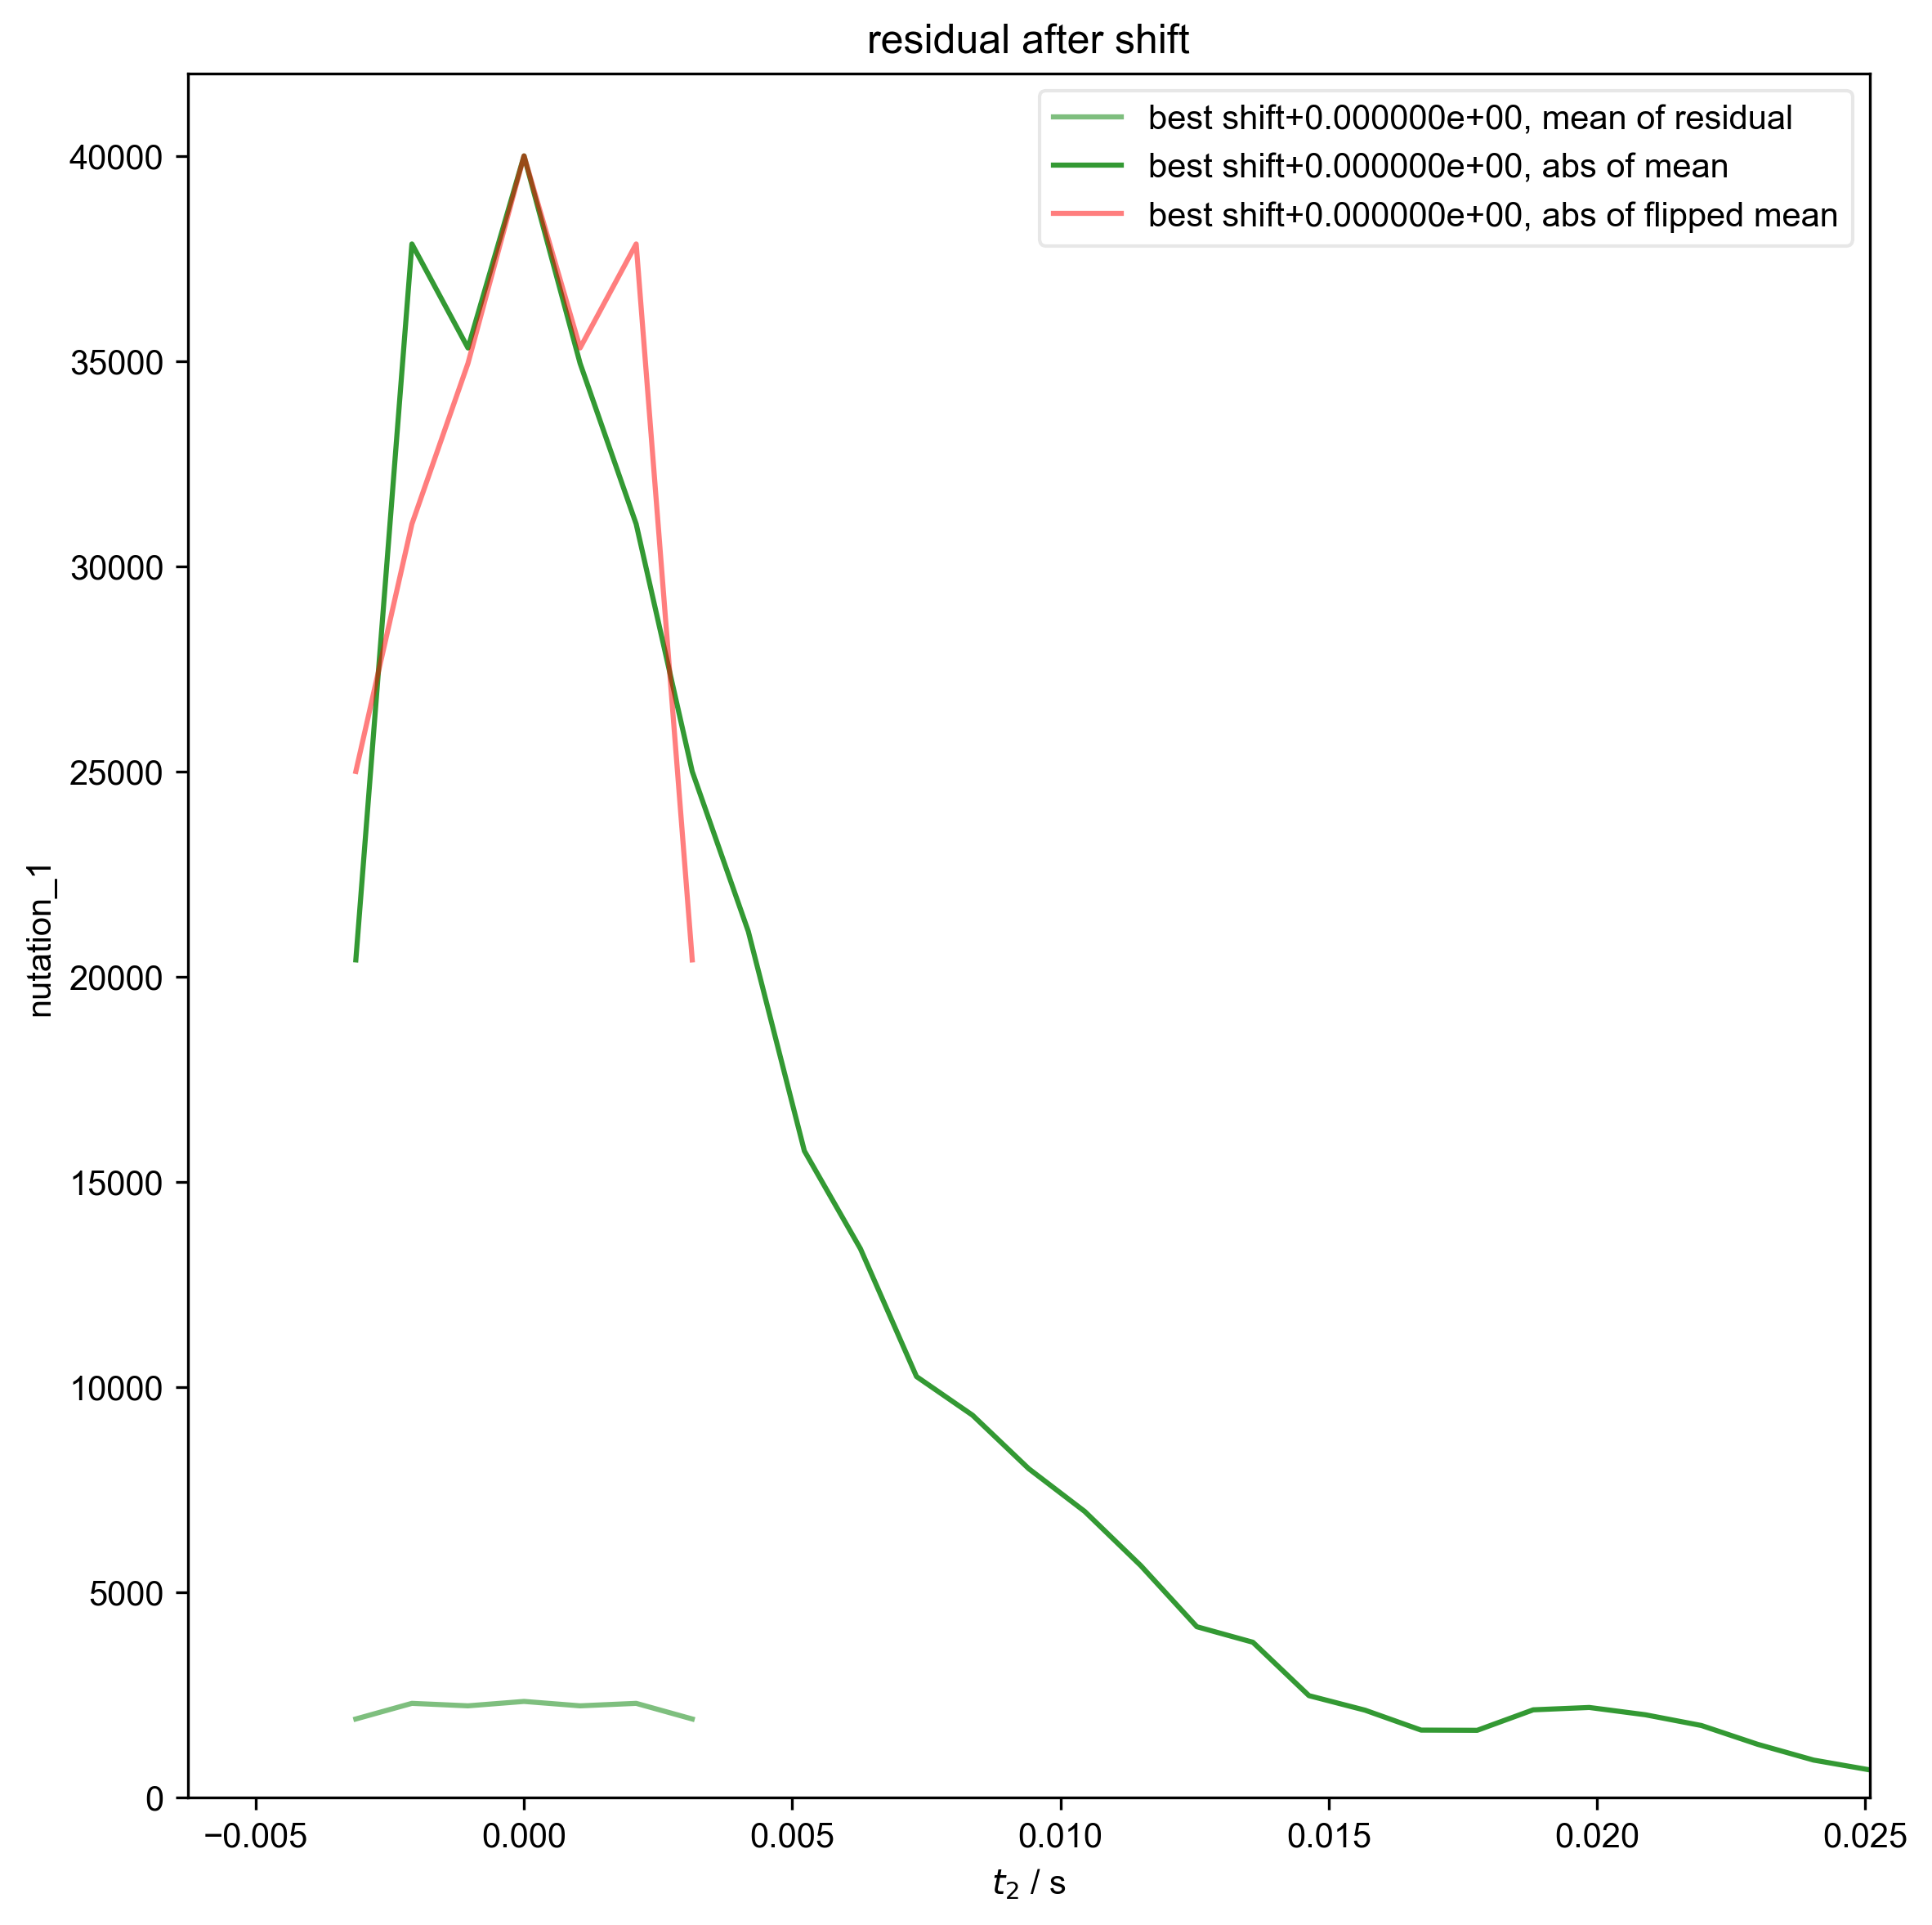 residual after shift
best shift+0.000000e+00, mean of residual
best shift+0.000000e+00, abs of mean
best shift+0.000000e+00, abs of flipped mean
nutation_1
40000
35000
30000
25000
20000
15000
10000
5000
0
−0.005 0.000 0.005 0.010 0.015 0.020 0.025
t₂ / s